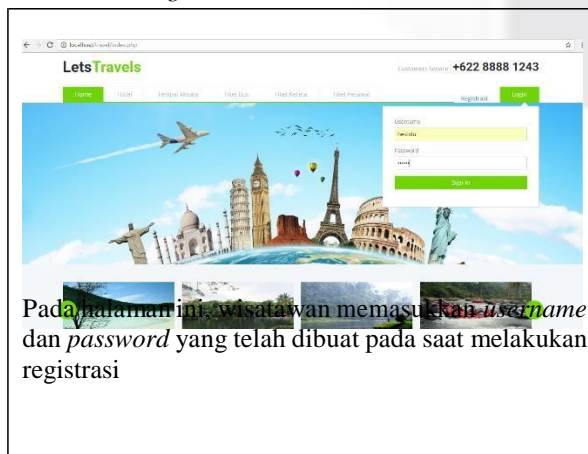 localhost/travel/index.php
LetsTravels
Customers Service +622 8888 1243
Home Hotel Tempat Wisata Tiket Bus Tiket Kereta Tiket Pesawat Registrasi Login
Username
Password
••••••
Sign In
Pada halaman ini, wisatawan memasukkan username
dan password yang telah dibuat pada saat melakukan
registrasi